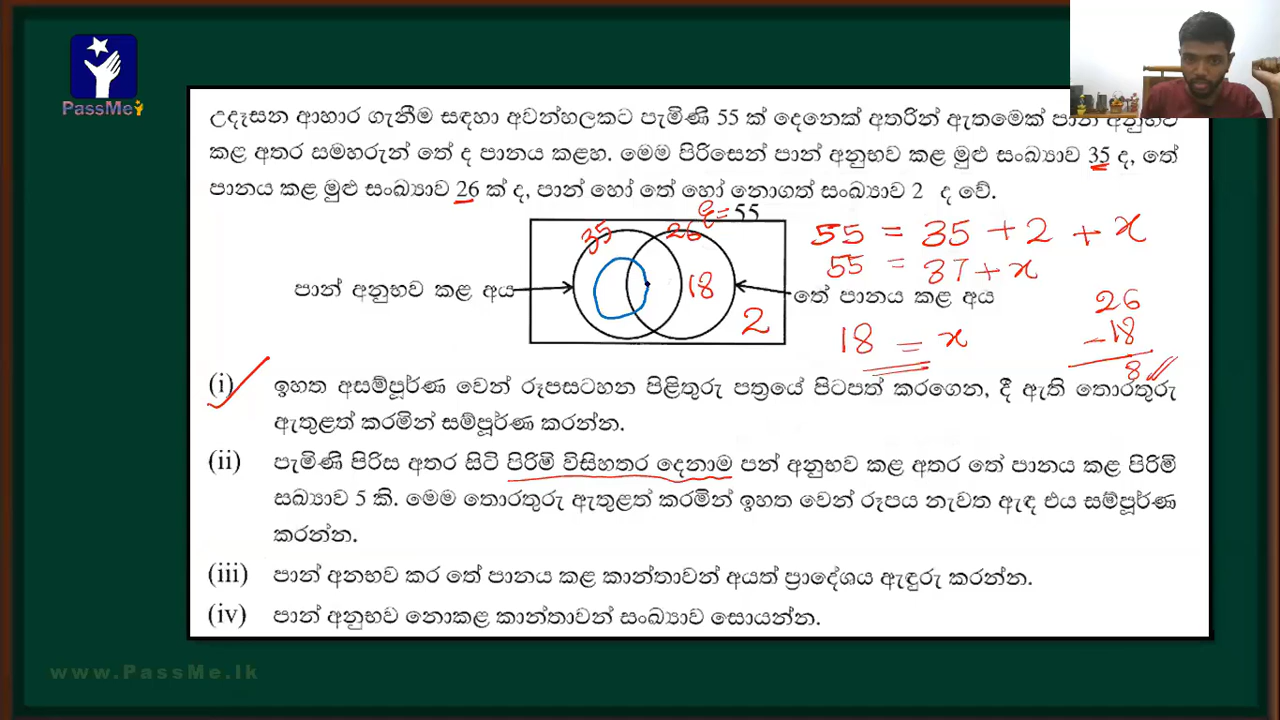 PassMe
උදෑසන ආහාර ගැනීම සඳහා අවන්හලකට පැමිණි 55 ක් දෙනෙක් අතරින් ඇතමෙක් පාන් අනුභව
කළ අතර සමහරුන් තේ ද පානය කළහ. මෙම පිරිසෙන් පාන් අනුභව කළ මුළු සංඛ්‍යාව 35 ද, තේ
පානය කළ මුළු සංඛ්‍යාව 26 ක් ද, පාන් හෝ තේ හෝ නොගත් සංඛ්‍යාව 2 ද වේ.
ε = 55
35 26
55 = 35 + 2 + x
55 = 37 + x
පාන් අනුභව කළ අය
18
තේ පානය කළ අය
2
18 = x
26
-18
8
(i) ඉහත අසම්පූර්ණ වෙන් රූපසටහන පිළිතුරු පත්‍රයේ පිටපත් කරගෙන, දී ඇති තොරතුරු
ඇතුළත් කරමින් සම්පූර්ණ කරන්න.
(ii) පැමිණි පිරිස අතර සිටි පිරිමි විසිහතර දෙනාම පන් අනුභව කළ අතර තේ පානය කළ පිරිමි
සඛ්‍යාව 5 කි. මෙම තොරතුරු ඇතුළත් කරමින් ඉහත වෙන් රූපය නැවත ඇඳ එය සම්පූර්ණ
කරන්න.
(iii) පාන් අනභව කර තේ පානය කළ කාන්තාවන් අයත් ප්‍රාදේශය ඇඳුරු කරන්න.
(iv) පාන් අනුභව නොකළ කාන්තාවන් සංඛ්‍යාව සොයන්න.
www.PassMe.lk